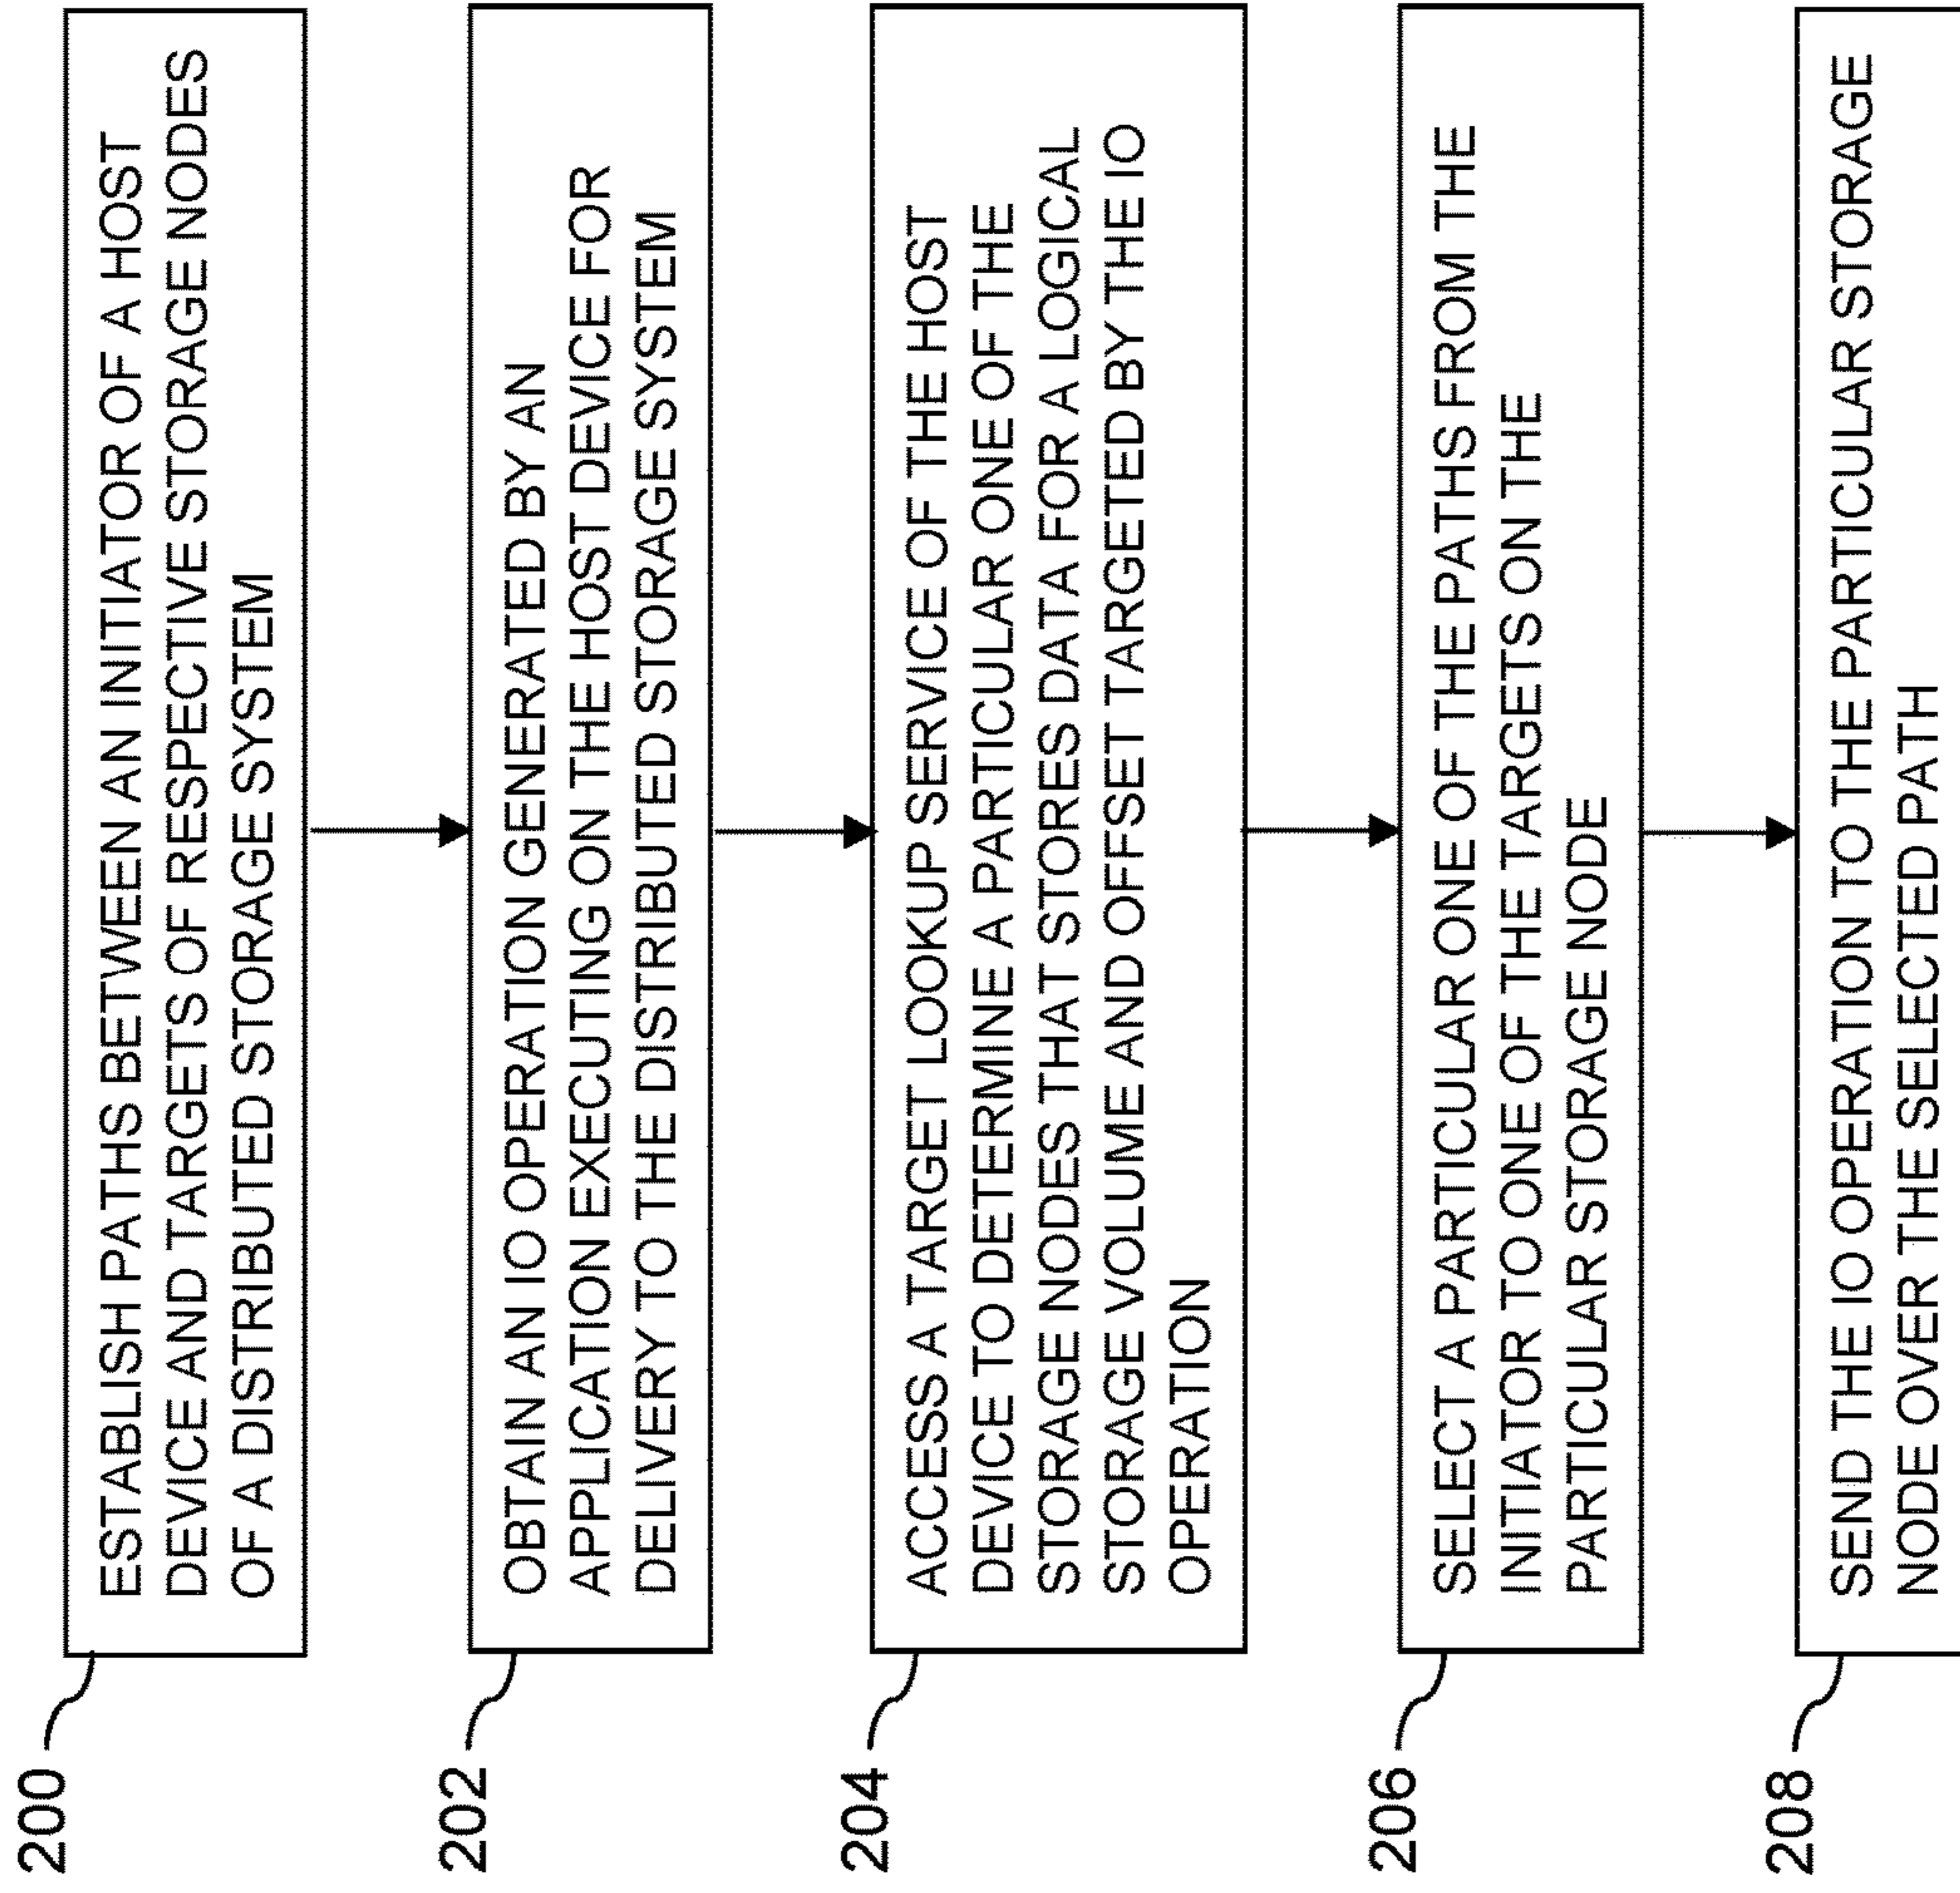 200
ESTABLISH PATHS BETWEEN AN INITIATOR OF A HOST
DEVICE AND TARGETS OF RESPECTIVE STORAGE NODES
OF A DISTRIBUTED STORAGE SYSTEM
202
OBTAIN AN IO OPERATION GENERATED BY AN
APPLICATION EXECUTING ON THE HOST DEVICE FOR
DELIVERY TO THE DISTRIBUTED STORAGE SYSTEM
204
ACCESS A TARGET LOOKUP SERVICE OF THE HOST
DEVICE TO DETERMINE A PARTICULAR ONE OF THE
STORAGE NODES THAT STORES DATA FOR A LOGICAL
STORAGE VOLUME AND OFFSET TARGETED BY THE IO
OPERATION
206
SELECT A PARTICULAR ONE OF THE PATHS FROM THE
INITIATOR TO ONE OF THE TARGETS ON THE
PARTICULAR STORAGE NODE
208
SEND THE IO OPERATION TO THE PARTICULAR STORAGE
NODE OVER THE SELECTED PATH